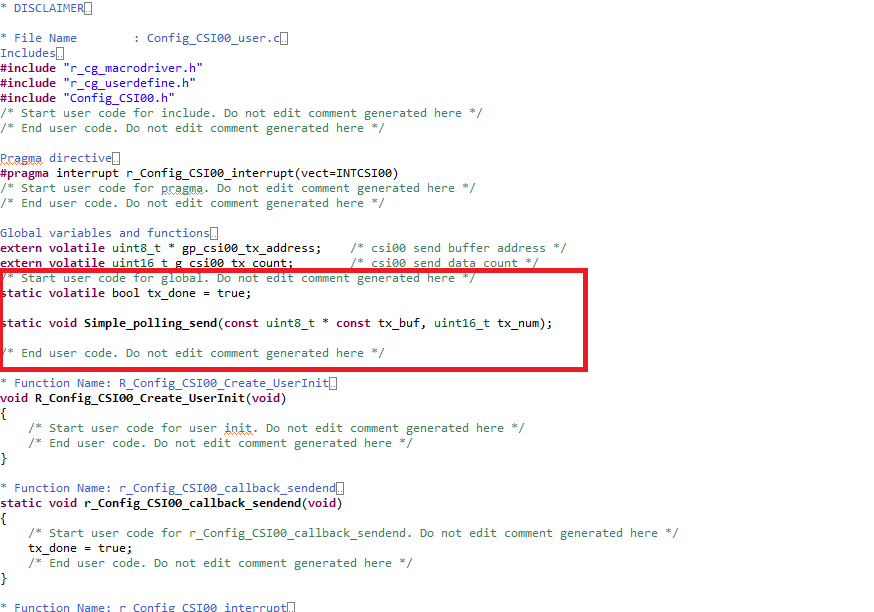 * DISCLAIMER..
* File Name        : Config_CSI00_user.c..
Includes..
#include "r_cg_macrodriver.h"
#include "r_cg_userdefine.h"
#include "Config_CSI00.h"
/* Start user code for include. Do not edit comment generated here */
/* End user code. Do not edit comment generated here */
Pragma directive..
#pragma interrupt r_Config_CSI00_interrupt(vect=INTCSI00)
/* Start user code for pragma. Do not edit comment generated here */
/* End user code. Do not edit comment generated here */
Global variables and functions..
extern volatile uint8_t * gp_csi00_tx_address;    /* csi00 send buffer address */
extern volatile uint16_t g_csi00_tx_count;        /* csi00 send data count */
/* Start user code for global. Do not edit comment generated here */
static volatile bool tx_done = true;
static void Simple_polling_send(const uint8_t * const tx_buf, uint16_t tx_num);
/* End user code. Do not edit comment generated here */
* Function Name: R_Config_CSI00_Create_UserInit..
void R_Config_CSI00_Create_UserInit(void)
{
    /* Start user code for user init. Do not edit comment generated here */
    /* End user code. Do not edit comment generated here */
}
* Function Name: r_Config_CSI00_callback_sendend..
static void r_Config_CSI00_callback_sendend(void)
{
    /* Start user code for r_Config_CSI00_callback_sendend. Do not edit comment generated here */
    tx_done = true;
    /* End user code. Do not edit comment generated here */
}
* Function Name: r_Config_CSI00_interrupt..